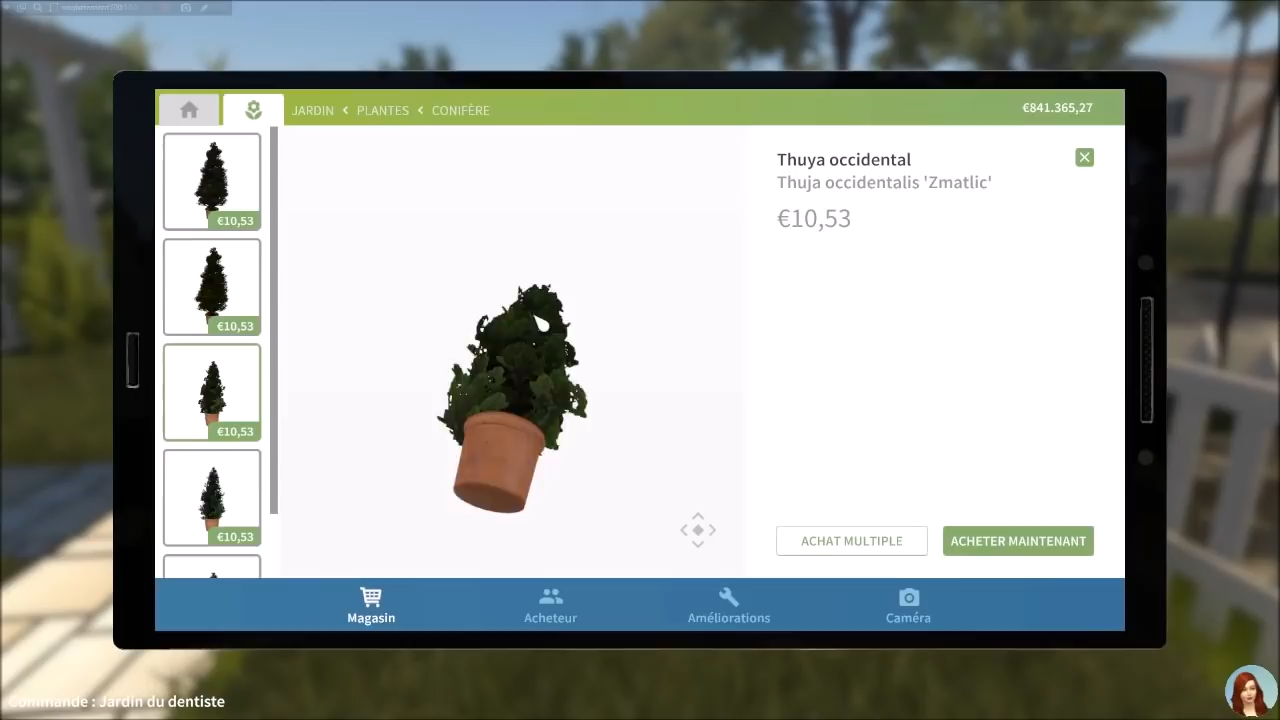 JARDIN < PLANTES < CONIFÈRE
€841.365,27
€10,53
€10,53
€10,53
€10,53
Thuya occidental
Thuja occidentalis 'Zmatlic'
€10,53
ACHAT MULTIPLE
ACHETER MAINTENANT
Magasin
Acheteur
Améliorations
Caméra
Commande : Jardin du dentiste